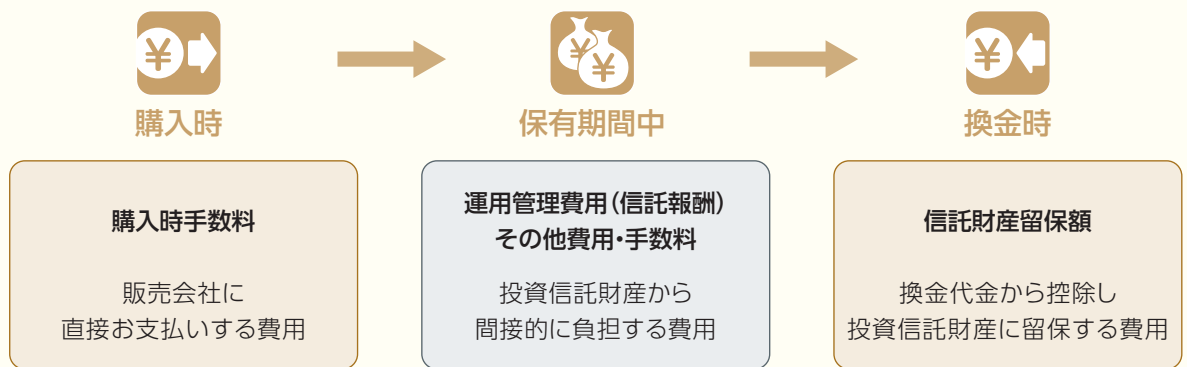 ¥
¥
¥
¥
購入時
保有期間中
換金時
購入時手数料
販売会社に
直接お支払いする費用
運用管理費用(信託報酬)
その他費用・手数料
投資信託財産から
間接的に負担する費用
信託財産留保額
換金代金から控除し
投資信託財産に留保する費用